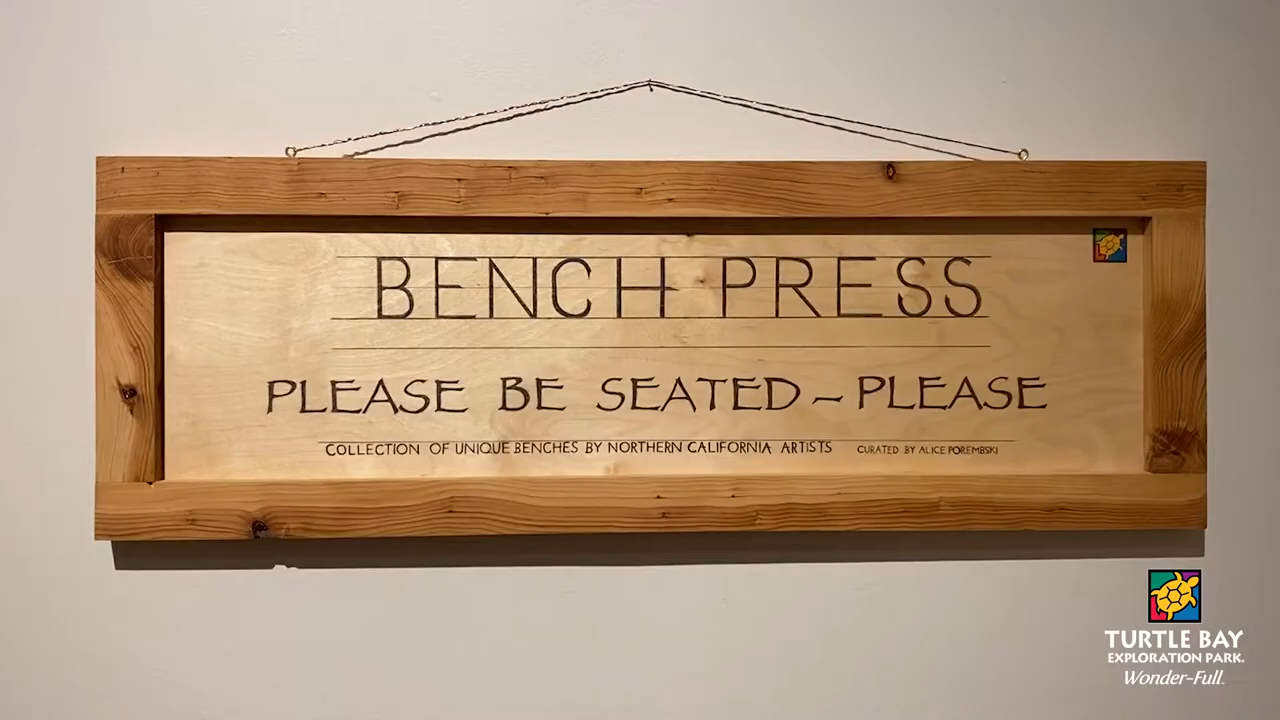 BENCH PRESS
PLEASE BE SEATED – PLEASE
COLLECTION OF UNIQUE BENCHES BY NORTHERN CALIFORNIA ARTISTS CURATED BY ALICE POREMBSKI
TURTLE BAY
EXPLORATION PARK.
Wonder-Full.